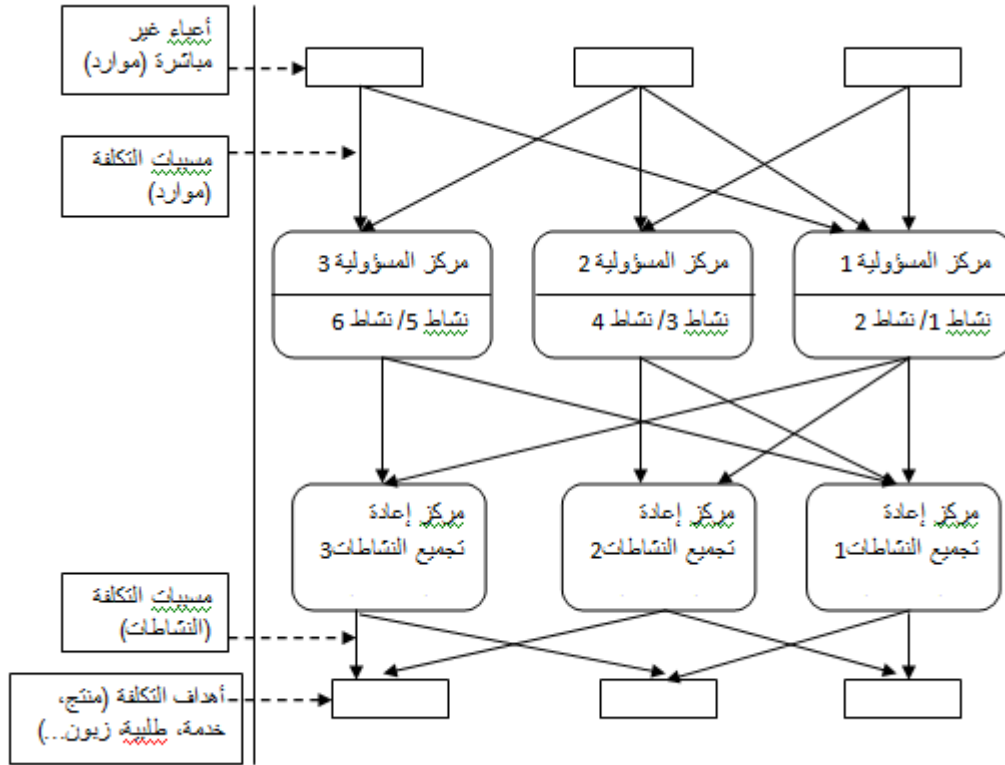 أعباء غير
مباشرة (موارد)
مسببات التكلفة
(موارد)
مركز المسؤولية 1
نشاط 1/ نشاط 2
مركز المسؤولية 2
نشاط 3/ نشاط 4
مركز المسؤولية 3
نشاط 5/ نشاط 6
مركز إعادة
تجميع النشاطات1
مركز إعادة
تجميع النشاطات2
مركز إعادة
تجميع النشاطات3
مسببات التكلفة
(النشاطات)
أهداف التكلفة (منتج،
خدمة، طلبية، زبون...)